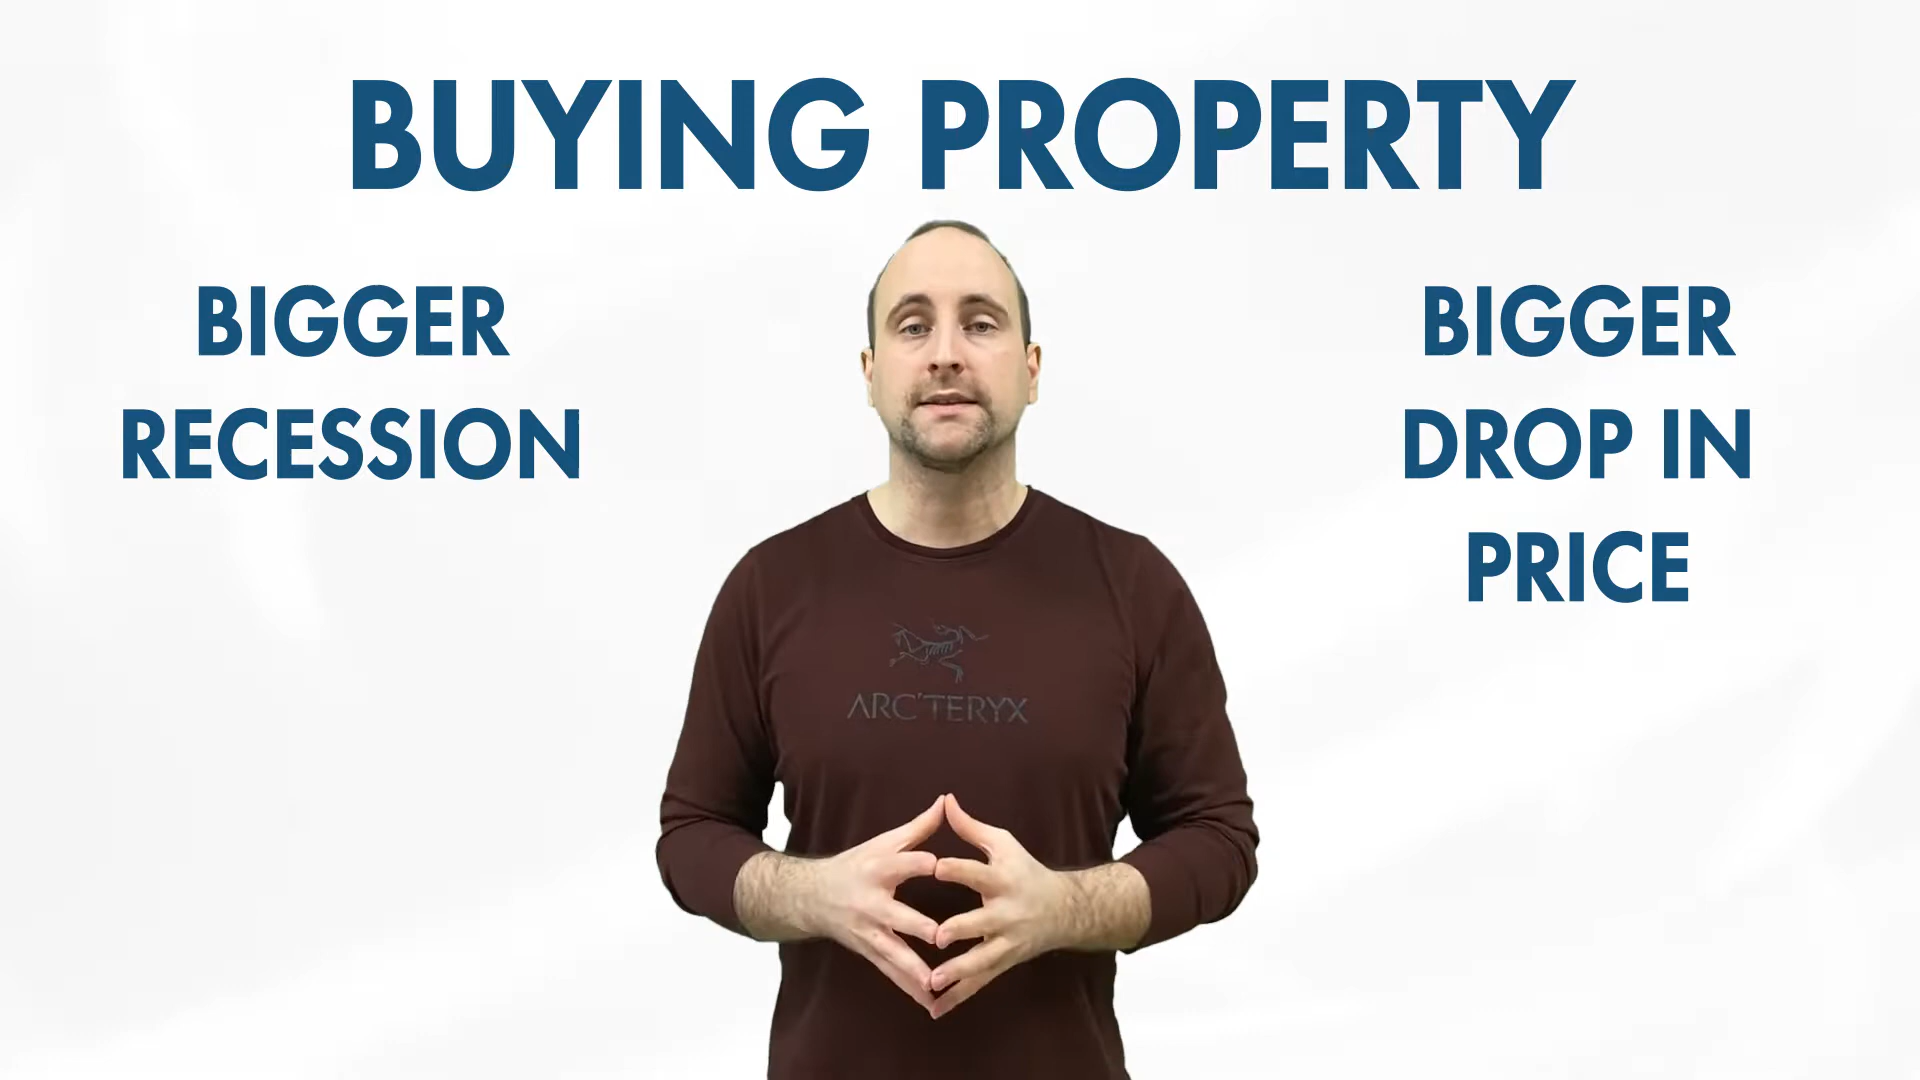 BUYING PROPERTY
BIGGER
RECESSION
BIGGER
DROP IN
PRICE
ARC'TERYX